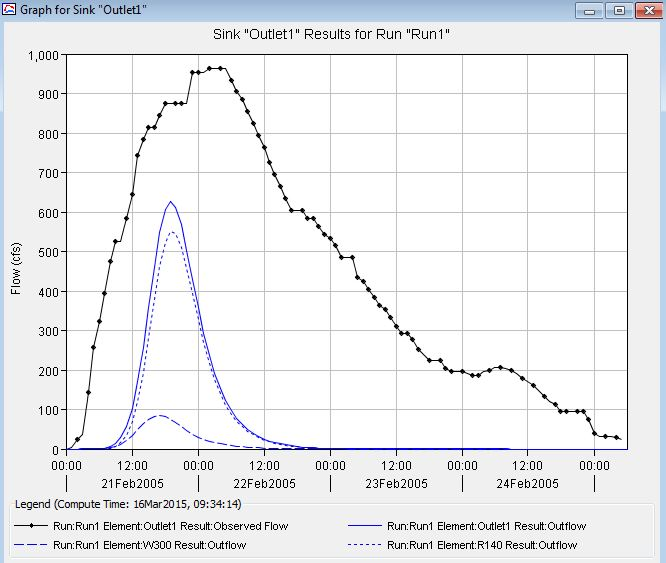 Graph for Sink "Outlet1"
Sink "Outlet1" Results for Run "Run1"
1,000
900
800
700
600
500
400
300
200
100
0
Flow (cfs)
00:00 12:00 00:00 12:00 00:00 12:00 00:00 12:00 00:00
21Feb2005 22Feb2005 23Feb2005 24Feb2005
Legend (Compute Time: 16Mar2015, 09:34:14)
Run:Run1 Element:Outlet1 Result:Observed Flow
Run:Run1 Element:Outlet1 Result:Outflow
Run:Run1 Element:W300 Result:Outflow
Run:Run1 Element:R140 Result:Outflow